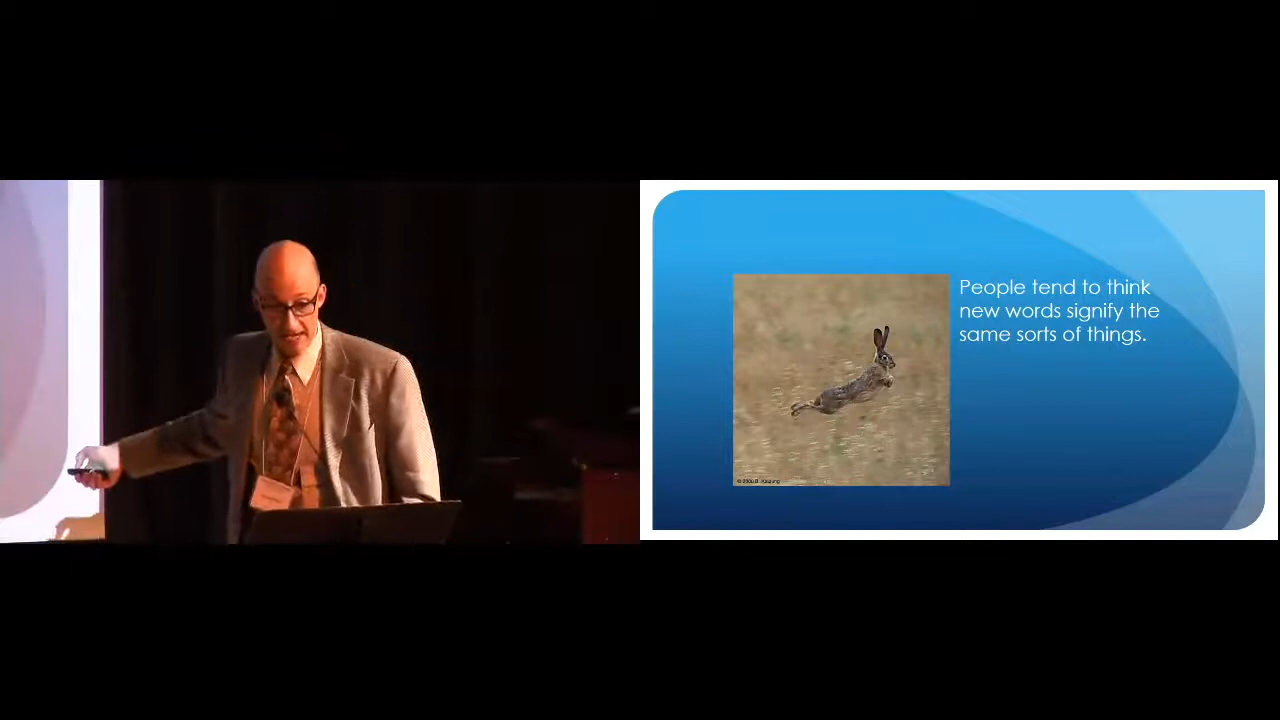 People tend to think
new words signify the
same sorts of things.